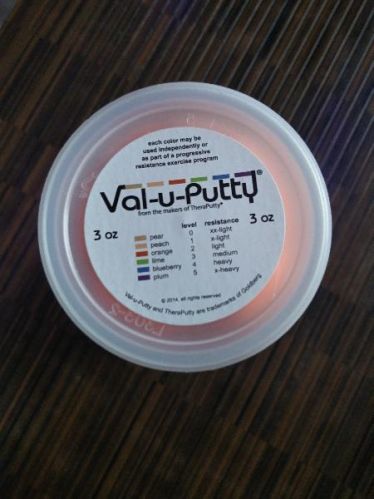 each color may be
used independently or
as part of a progressive
resistance exercise program
Val-u-Putty®
from the makers of TheraPutty®
3 oz
3 oz
level resistance
pear 0 xx-light
peach 1 x-light
orange 2 light
lime 3 medium
blueberry 4 heavy
plum 5 x-heavy
© 2014, all rights reserved
Val-u-Putty and TheraPutty are trademarks of Goldberg